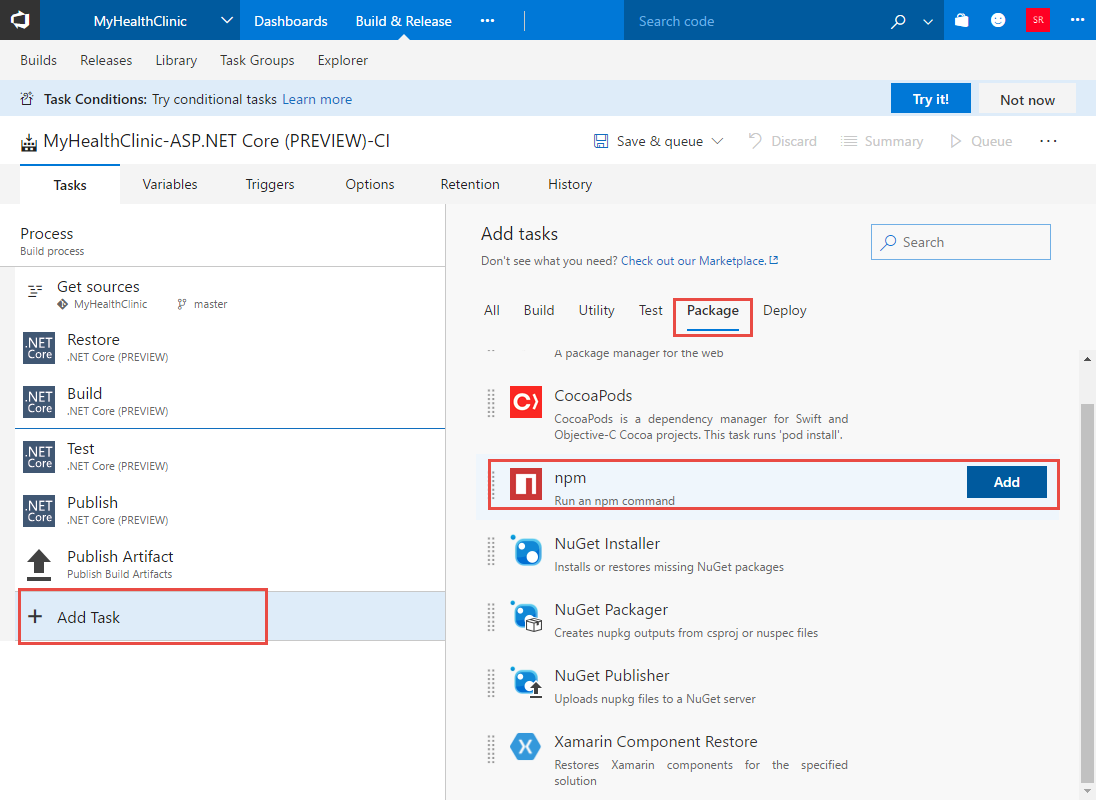 MyHealthClinic Dashboards Build & Release ··· Search code SR ···
Builds Releases Library Task Groups Explorer
Task Conditions: Try conditional tasks Learn more Try it! Not now
MyHealthClinic-ASP.NET Core (PREVIEW)-CI Save & queue Discard Summary Queue ···
Tasks Variables Triggers Options Retention History
Process
Build process
Get sources
MyHealthClinic master
.NET Core
Restore
.NET Core (PREVIEW)
.NET Core
Build
.NET Core (PREVIEW)
.NET Core
Test
.NET Core (PREVIEW)
.NET Core
Publish
.NET Core (PREVIEW)
Publish Artifact
Publish Build Artifacts
+ Add Task
Add tasks
Search
Don't see what you need? Check out our Marketplace.
All Build Utility Test Package Deploy
A package manager for the web
CocoaPods
CocoaPods is a dependency manager for Swift and
Objective-C Cocoa projects. This task runs 'pod install'.
npm
Run an npm command
Add
NuGet Installer
Installs or restores missing NuGet packages
NuGet Packager
Creates nupkg outputs from csproj or nuspec files
NuGet Publisher
Uploads nupkg files to a NuGet server
Xamarin Component Restore
Restores Xamarin components for the specified
solution